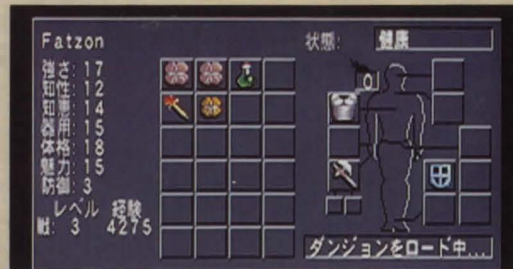 Fatzon
状態: 健康
強さ: 17
知性: 12
知恵: 14
器用: 15
体格: 18
魅力: 15
防御: 3
レベル 経験
戦: 3 4275
0
ダンジョンをロード中...